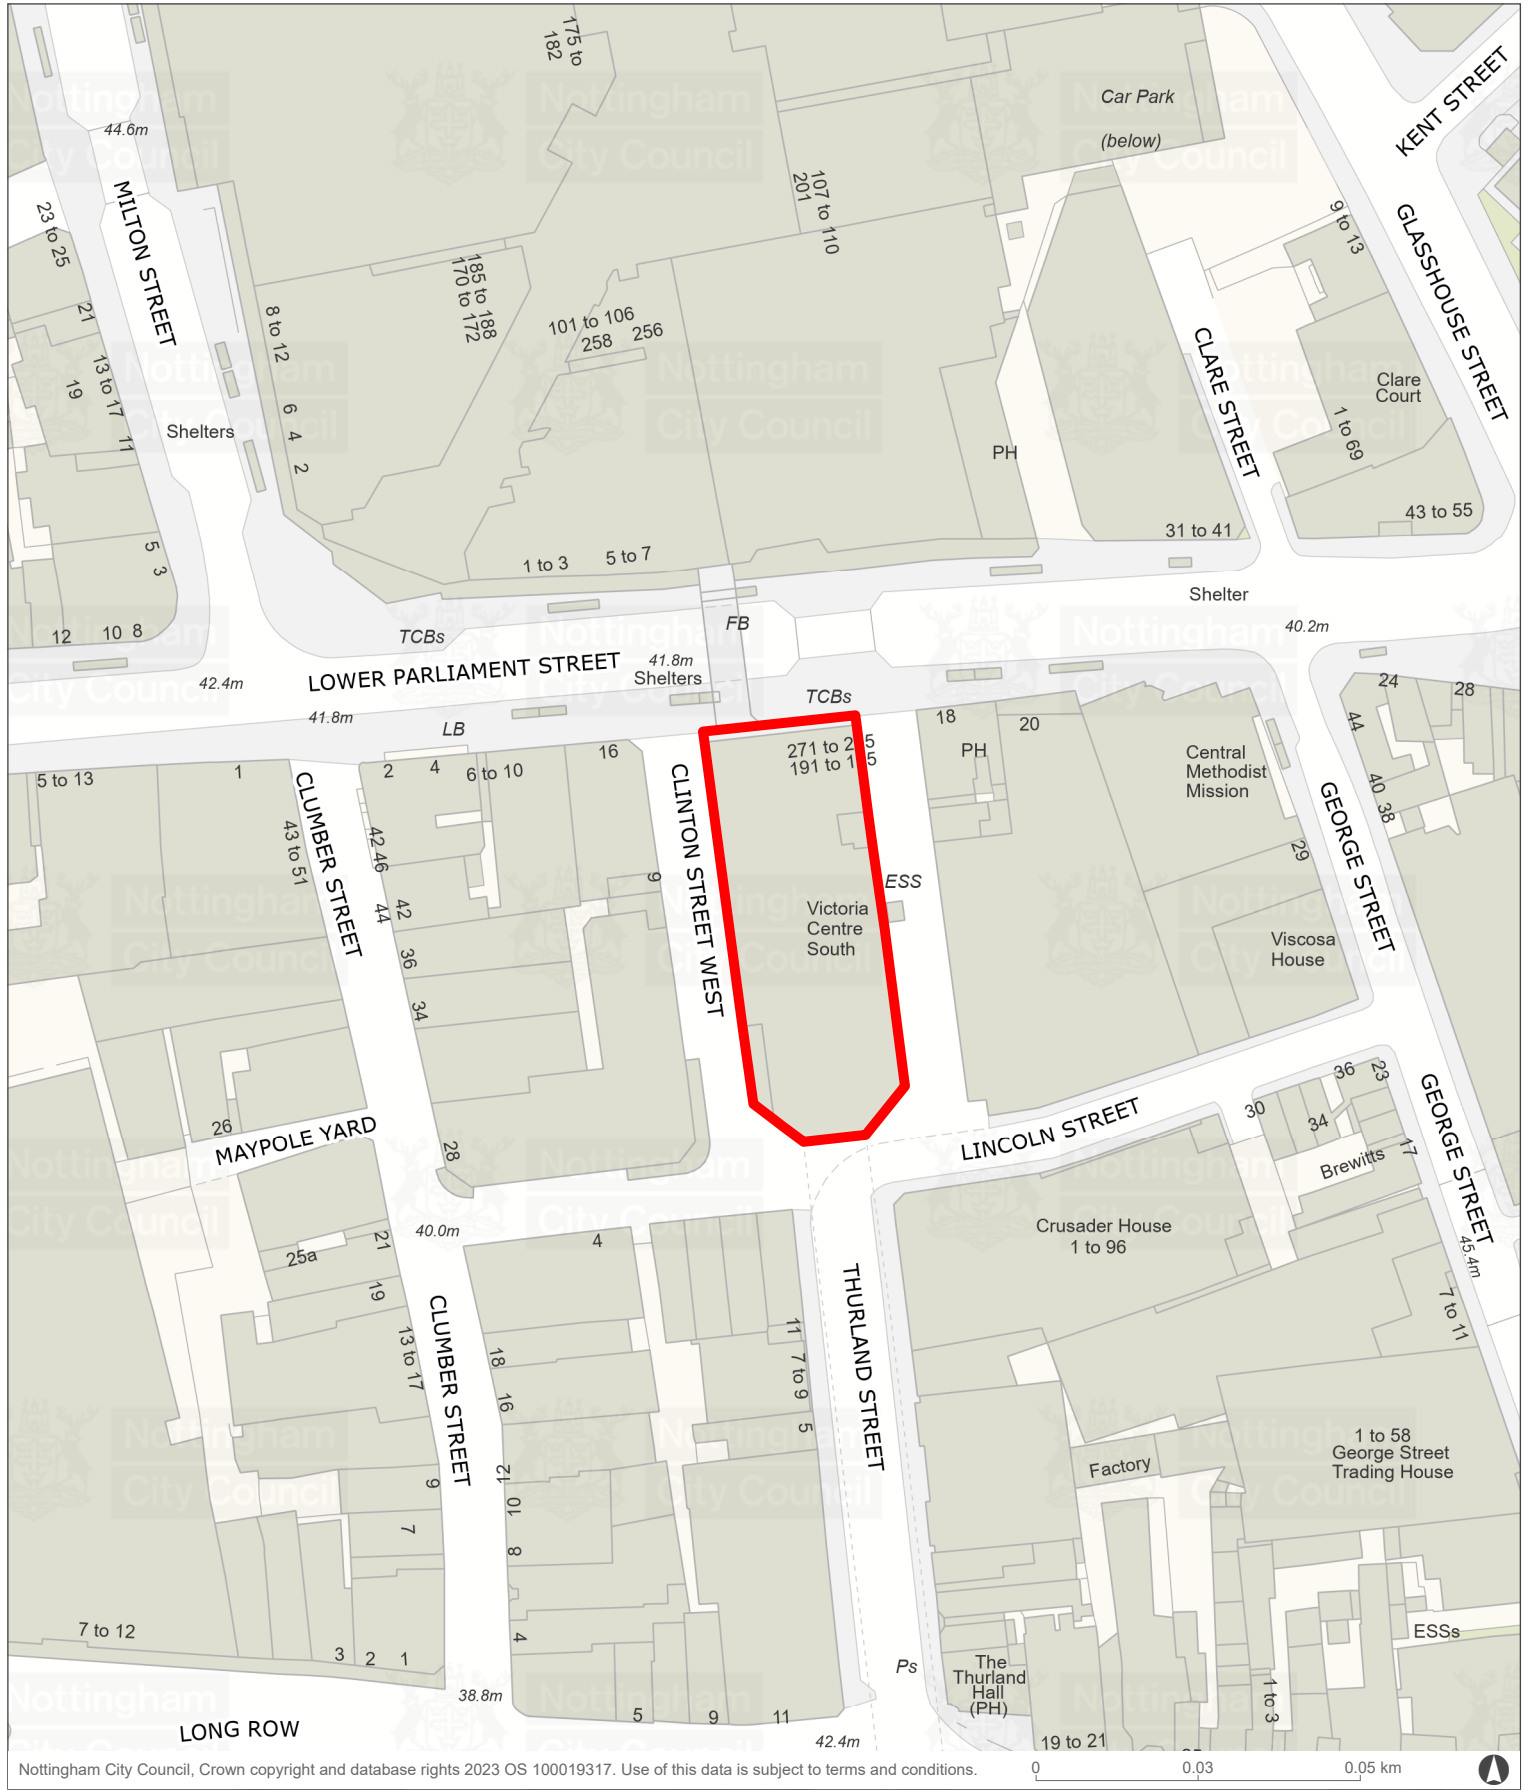 175 to
182
Car Park
(below)
KENT STREET
44.6m
MILTON STREET
107 to 110
201
9 to 13
GLASSHOUSE STREET
23 to 25
21
185 to 188
170 to 172
8 to 12
101 to 106
258
256
CLARE STREET
13 to 17
19
11
Clare
Court
1 to 69
6
4
2
Shelters
PH
43 to 55
31 to 41
5
3
1 to 3
5 to 7
Shelter
FB
40.2m
12
10
8
TCBs
LOWER PARLIAMENT STREET
41.8m
Shelters
42.4m
41.8m
LB
TCBs
24
28
44
18
20
PH
16
271 to
191 to
Central
Methodist
Mission
5 to 13
1
2
4
6 to 10
40
38
CLUMBER STREET
43 to 51
42 46
CLINTON STREET WEST
GEORGE STREET
29
9
ESS
42
44
Victoria
Centre
South
36
Viscosa
House
34
26
MAYPOLE YARD
28
LINCOLN STREET
36
23
30
34
17
Brewitts
GEORGE STREET
40.0m
4
Crusader House
1 to 96
45.4m
21
25a
19
THURLAND STREET
CLUMBER STREET
13 to 17
18
16
11
7 to 9
5
7 to 11
1 to 58
George Street
Trading House
Factory
9
12
10
7
8
7 to 12
4
3
2
1
ESSs
Ps
The
Thurland
Hall
(PH)
1 to 3
38.8m
LONG ROW
5
9
11
42.4m
19 to 21
Nottingham City Council, Crown copyright and database rights 2023 OS 100019317. Use of this data is subject to terms and conditions.
0
0.03
0.05 km
Nottingham
City Council